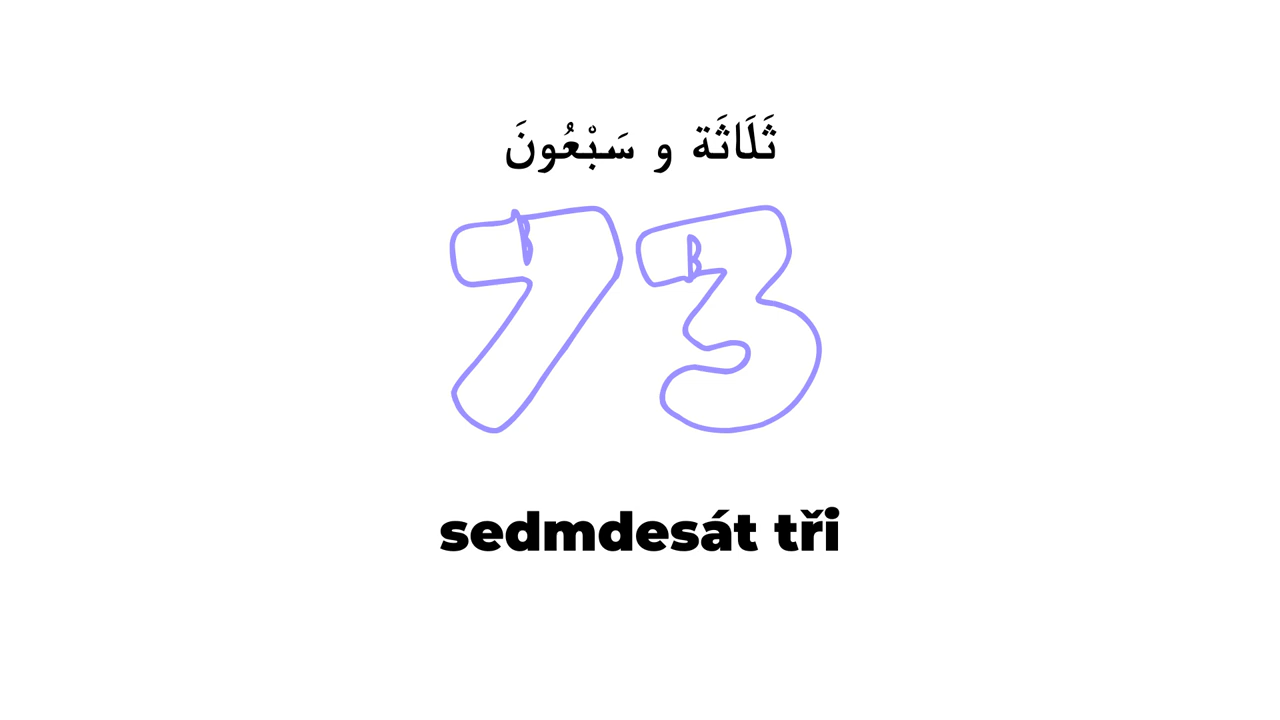 ثَلَاثَة و سَبْعُونَ
73
sedmdesát tři